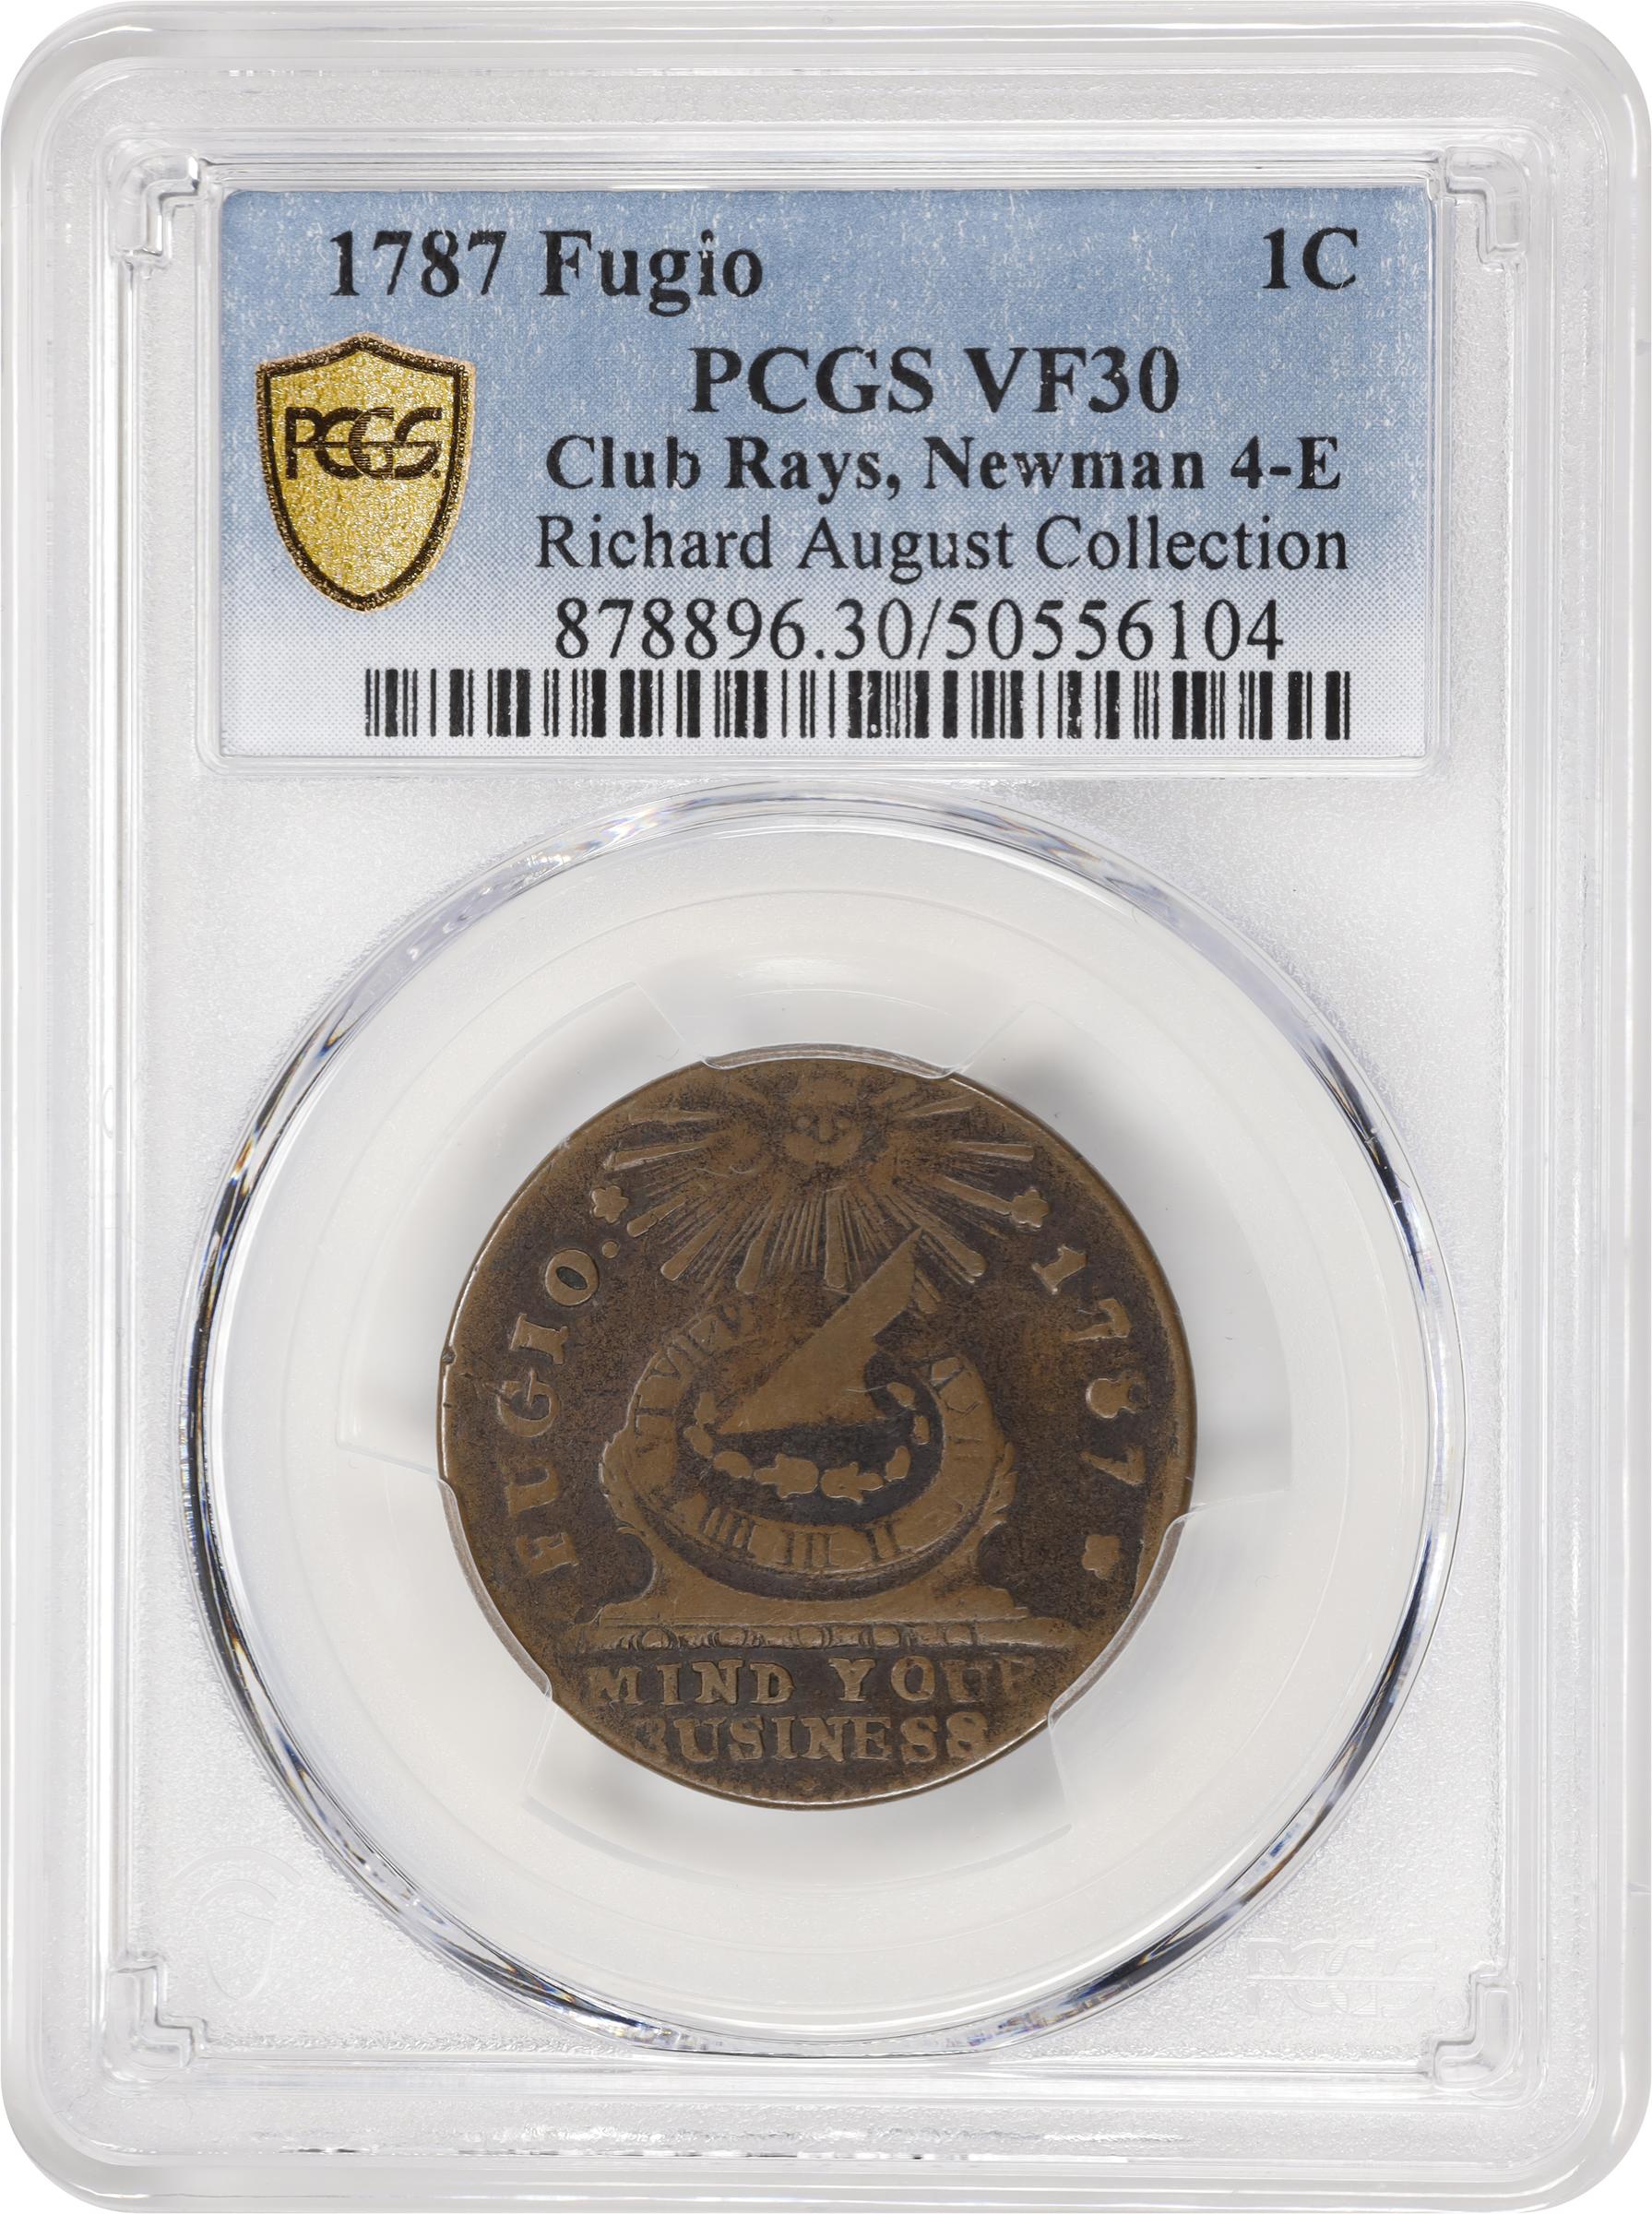 1787 Fugio 1C
PCGS VF30
PCGS
Club Rays, Newman 4-E
Richard August Collection
878896.30/50556104
FUGIO.
1787
MIND YOUR
BUSINESS